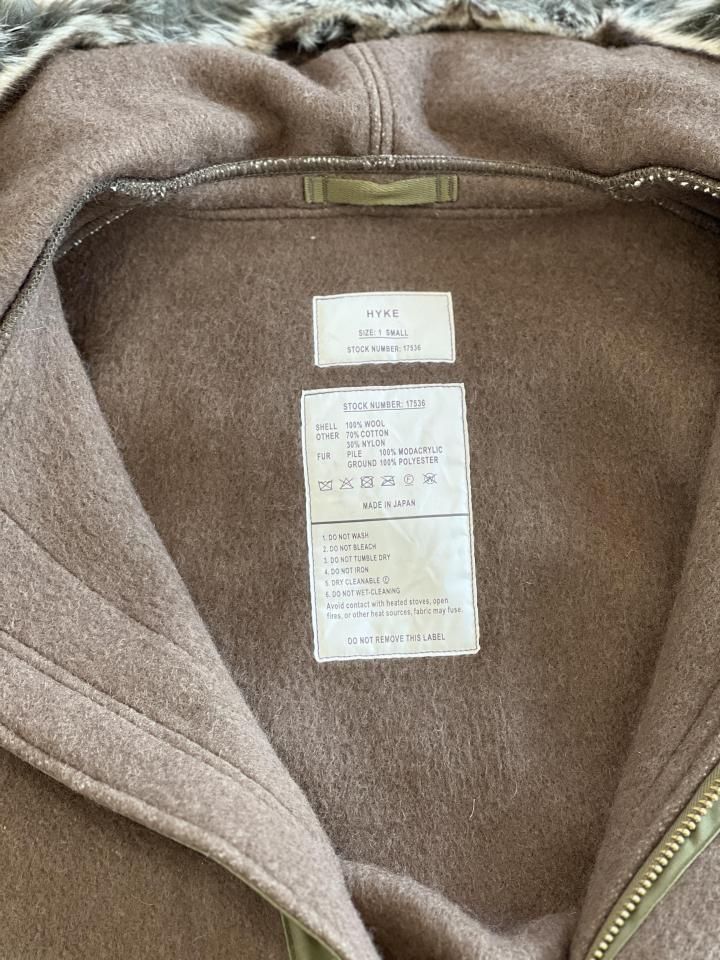 HYKE
SIZE: 1 SMALL
STOCK NUMBER: 17536
STOCK NUMBER: 17536
SHELL 100% WOOL
OTHER 70% COTTON
30% NYLON
FUR PILE 100% MODACRYLIC
GROUND 100% POLYESTER
MADE IN JAPAN
1. DO NOT WASH
2. DO NOT BLEACH
3. DO NOT TUMBLE DRY
4. DO NOT IRON
5. DRY CLEANABLE Ⓕ
6. DO NOT WET-CLEANING
Avoid contact with heated stoves, open
fires, or other heat sources, fabric may fuse.
DO NOT REMOVE THIS LABEL